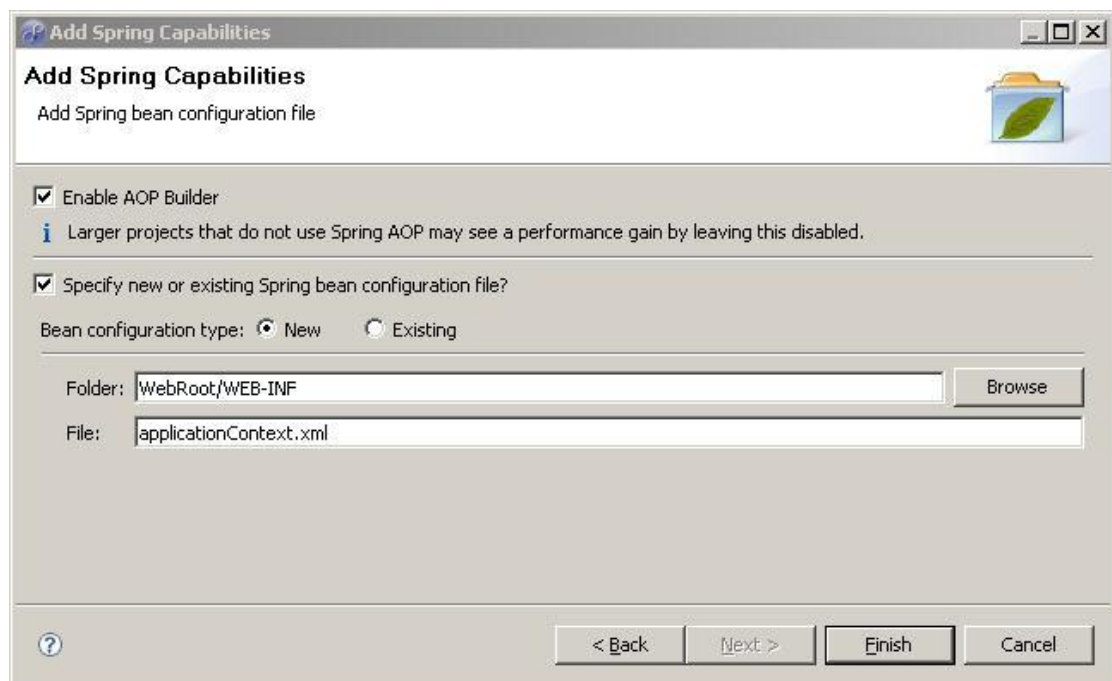 Add Spring Capabilities
Add Spring Capabilities
Add Spring bean configuration file
Enable AOP Builder
i Larger projects that do not use Spring AOP may see a performance gain by leaving this disabled.
Specify new or existing Spring bean configuration file?
Bean configuration type: New Existing
Folder: WebRoot/WEB-INF Browse
File: applicationContext.xml
? < Back Next > Finish Cancel